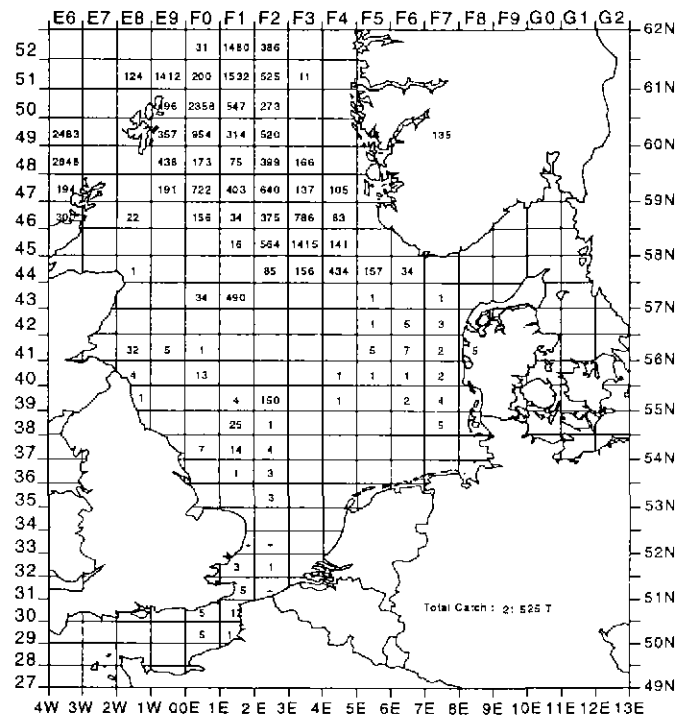 E6 E7 E8 E9 F0 F1 F2 F3 F4 F5 F6 F7 F8 F9 G0 G1 G2
62N
52 31 1480 386
51 124 1412 200 1532 525 11 61N
50 496 2358 547 273
49 2483 357 954 314 520 135 60N
48 2848 438 173 75 399 166
47 194 191 722 403 640 137 105 59N
46 22 156 34 375 786 83
45 16 564 1415 141 58N
44 1 85 156 434 157 34
43 34 490 1 1 57N
42 1 5 3
41 32 5 1 5 7 2 5 56N
40 4 13 1 1 1 2
39 1 4 150 1 2 4 55N
38 25 1 5
37 7 14 4 54N
36 1 3
35 3 53N
34
33 + - 52N
32 3 1
31 5 - 51N
30 5 12 Total Catch : 21 525 T
29 5 1 50N
28
27 49N
4W 3W 2W 1W 00E 1E 2E 3E 4E 5E 6E 7E 8E 9E 10E 11E 12E 13E